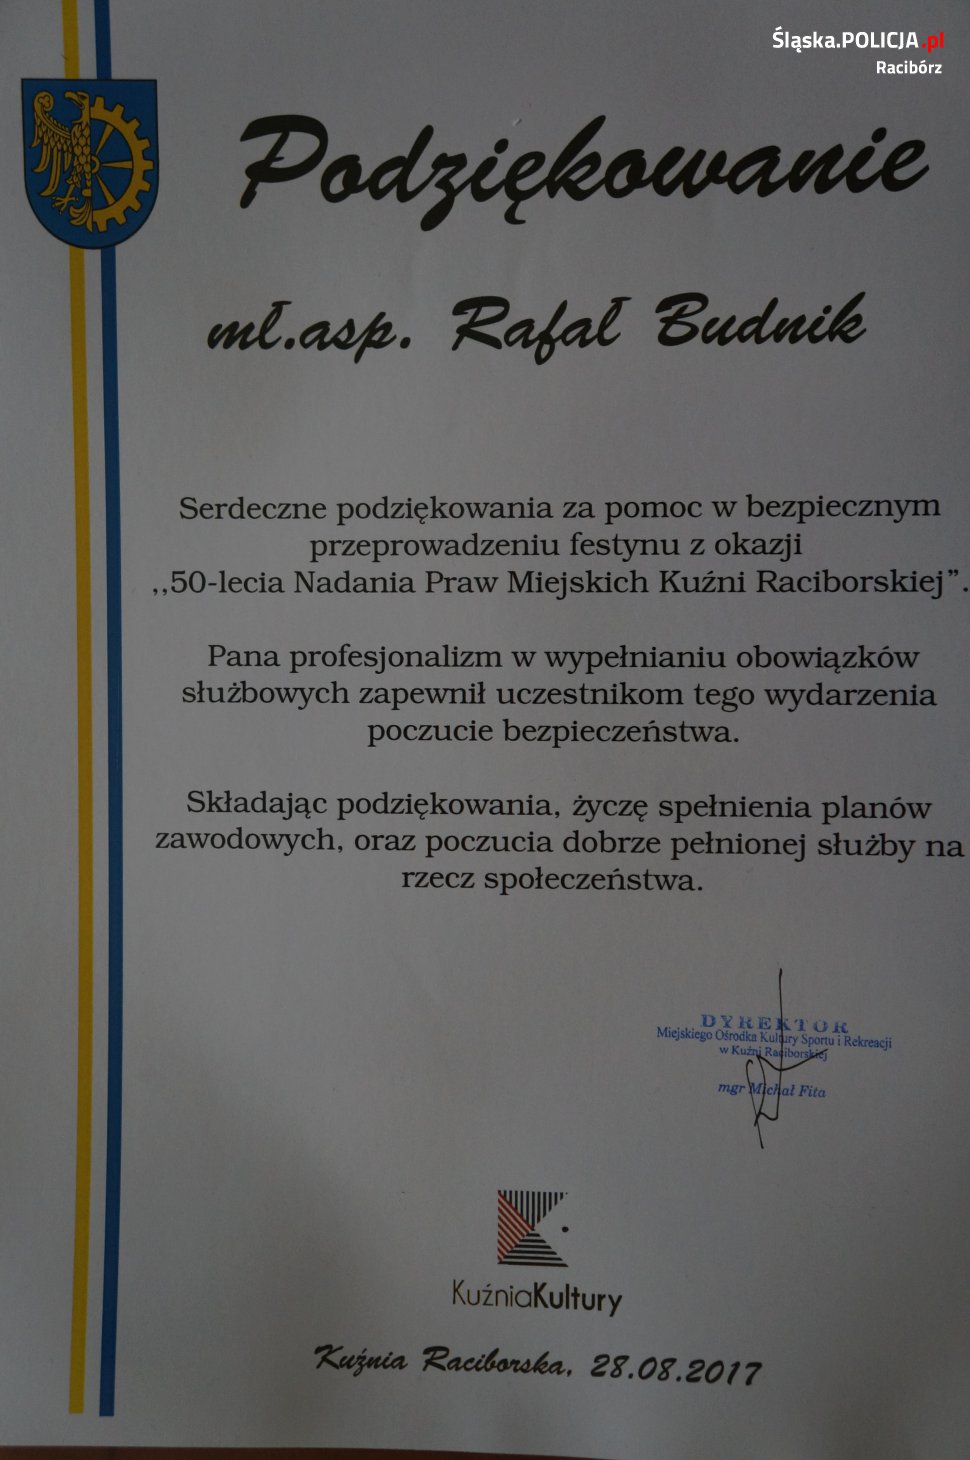 Śląska.POLICJA.pl
Racibórz
Podziękowanie
mł.asp. Rafał Budnik
Serdeczne podziękowania za pomoc w bezpiecznym
przeprowadzeniu festynu z okazji
,,50-lecia Nadania Praw Miejskich Kuźni Raciborskiej”.
Pana profesjonalizm w wypełnianiu obowiązków
służbowych zapewnił uczestnikom tego wydarzenia
poczucie bezpieczeństwa.
Składając podziękowania, życzę spełnienia planów
zawodowych, oraz poczucia dobrze pełnionej służby na
rzecz społeczeństwa.
DYREKTOR
Miejskiego Ośrodka Kultury Sportu i Rekreacji
w Kuźni Raciborskiej
mgr Michał Fita
KuźniaKultury
Kuźnia Raciborska, 28.08.2017